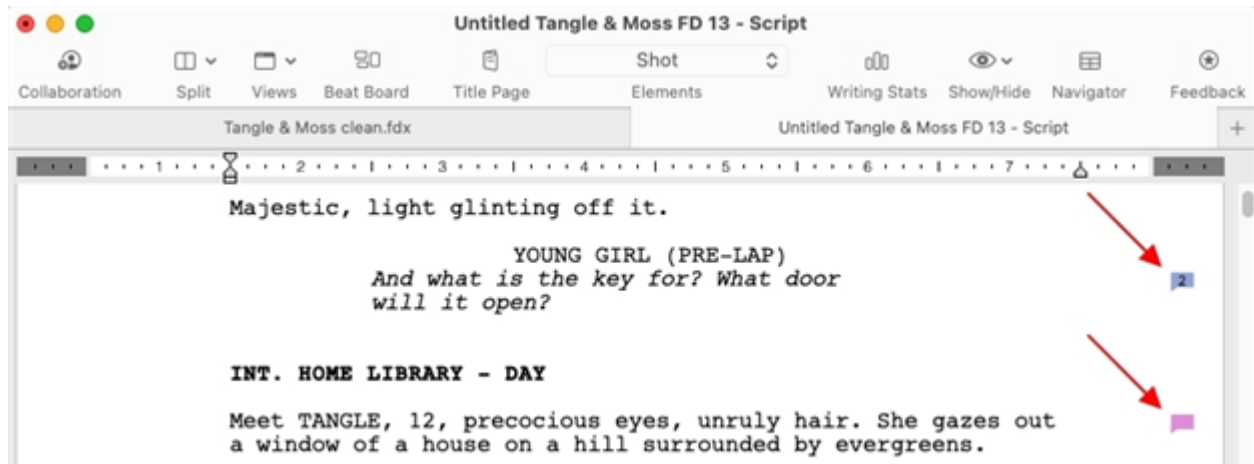 Untitled Tangle & Moss FD 13 - Script
Shot
Collaboration Split Views Beat Board Title Page Elements Writing Stats Show/Hide Navigator Feedback
Tangle & Moss clean.fdx Untitled Tangle & Moss FD 13 - Script +
1 2 3 4 5 6 7
Majestic, light glinting off it.
YOUNG GIRL (PRE-LAP)
And what is the key for? What door 2
will it open?
INT. HOME LIBRARY - DAY
Meet TANGLE, 12, precocious eyes, unruly hair. She gazes out
a window of a house on a hill surrounded by evergreens.